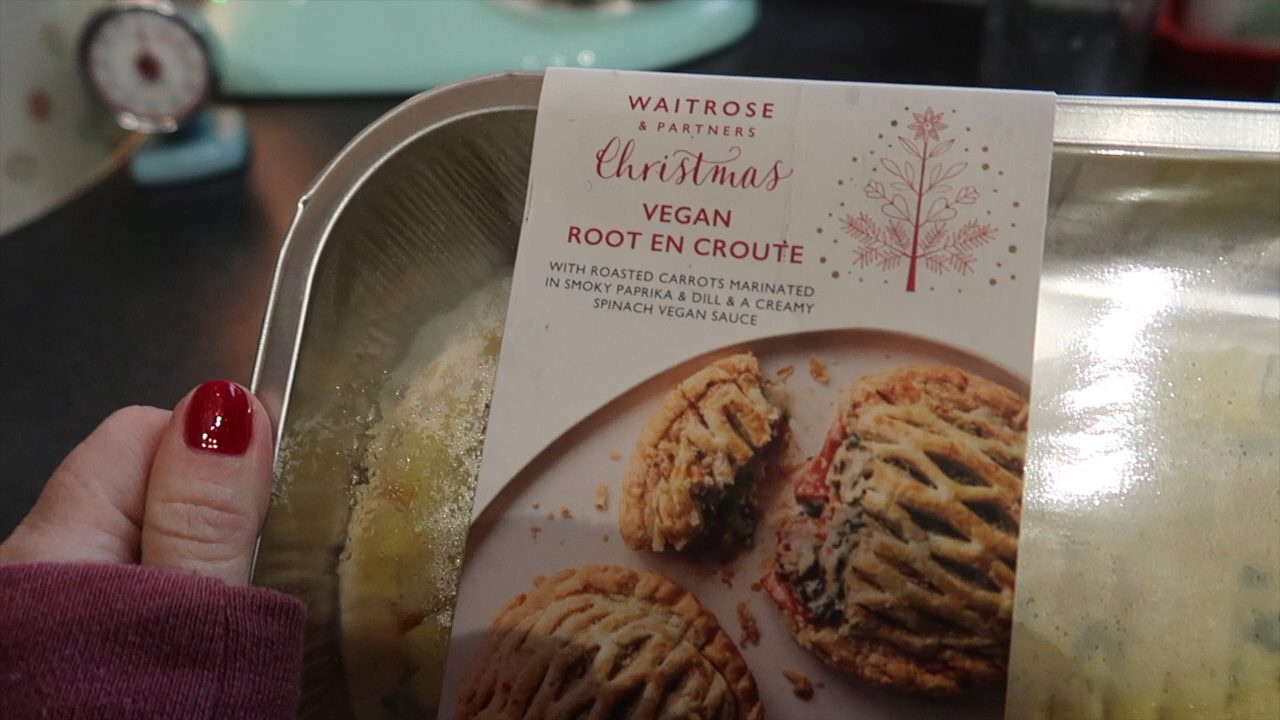 WAITROSE
& PARTNERS
Christmas
VEGAN
ROOT EN CROUTE
WITH ROASTED CARROTS MARINATED
IN SMOKY PAPRIKA & DILL & A CREAMY
SPINACH VEGAN SAUCE